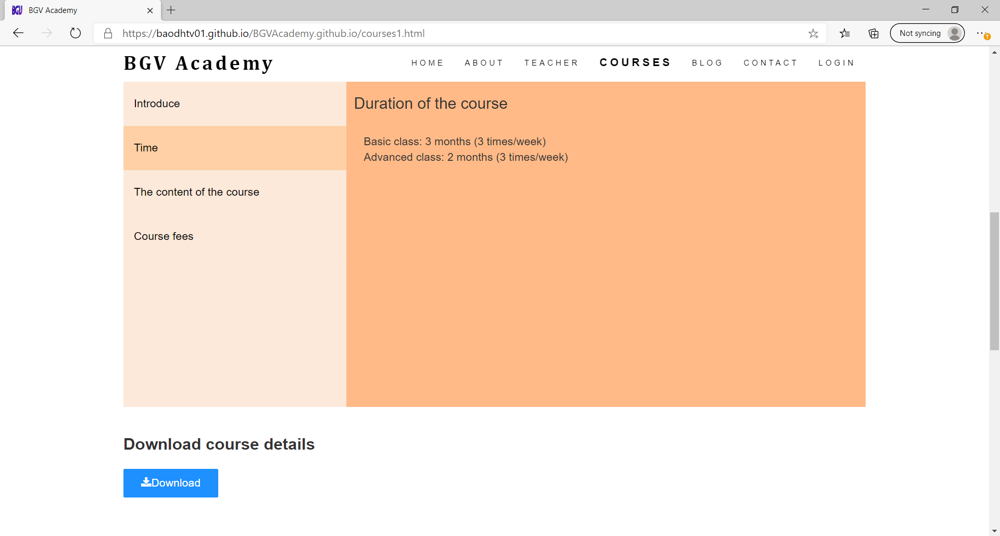 BGV BGV Academy
https://baodhtv01.github.io/BGVAcademy.github.io/courses1.html
Not syncing
BGV Academy
HOME ABOUT TEACHER COURSES BLOG CONTACT LOGIN
Introduce
Time
The content of the course
Course fees
Duration of the course
Basic class: 3 months (3 times/week)
Advanced class: 2 months (3 times/week)
Download course details
Download